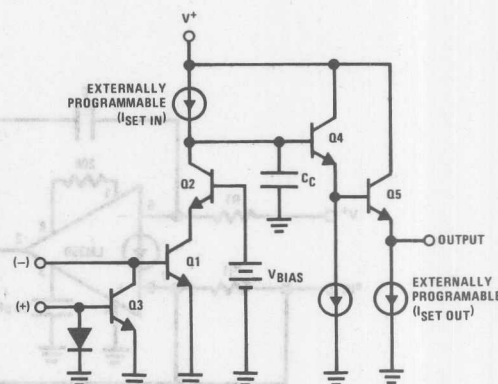 V+
EXTERNALLY
PROGRAMMABLE
(ISET IN)
Q4
Q2
CC
Q5
(−)
Q1
VBIAS
OUTPUT
(+)
Q3
EXTERNALLY
PROGRAMABLE
(ISET OUT)